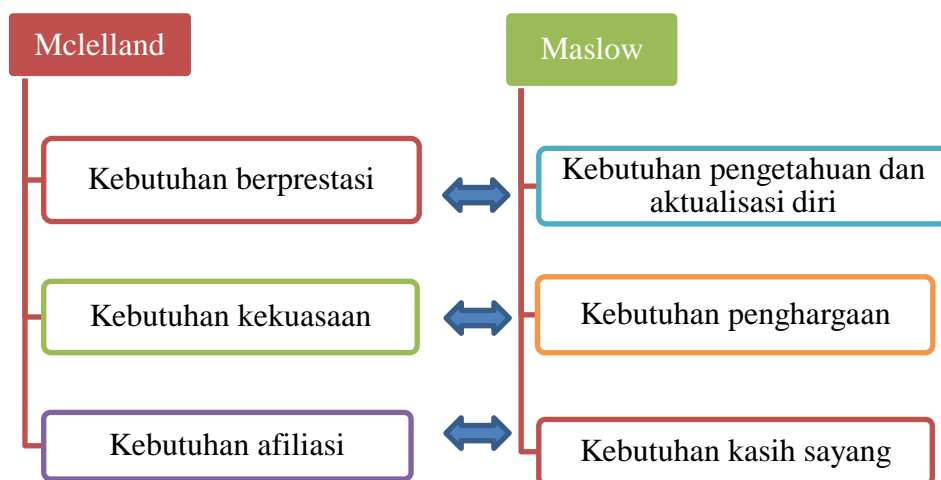 Mclelland
Kebutuhan berprestasi
Kebutuhan kekuasaan
Kebutuhan afiliasi
Maslow
Kebutuhan pengetahuan dan
aktualisasi diri
Kebutuhan penghargaan
Kebutuhan kasih sayang